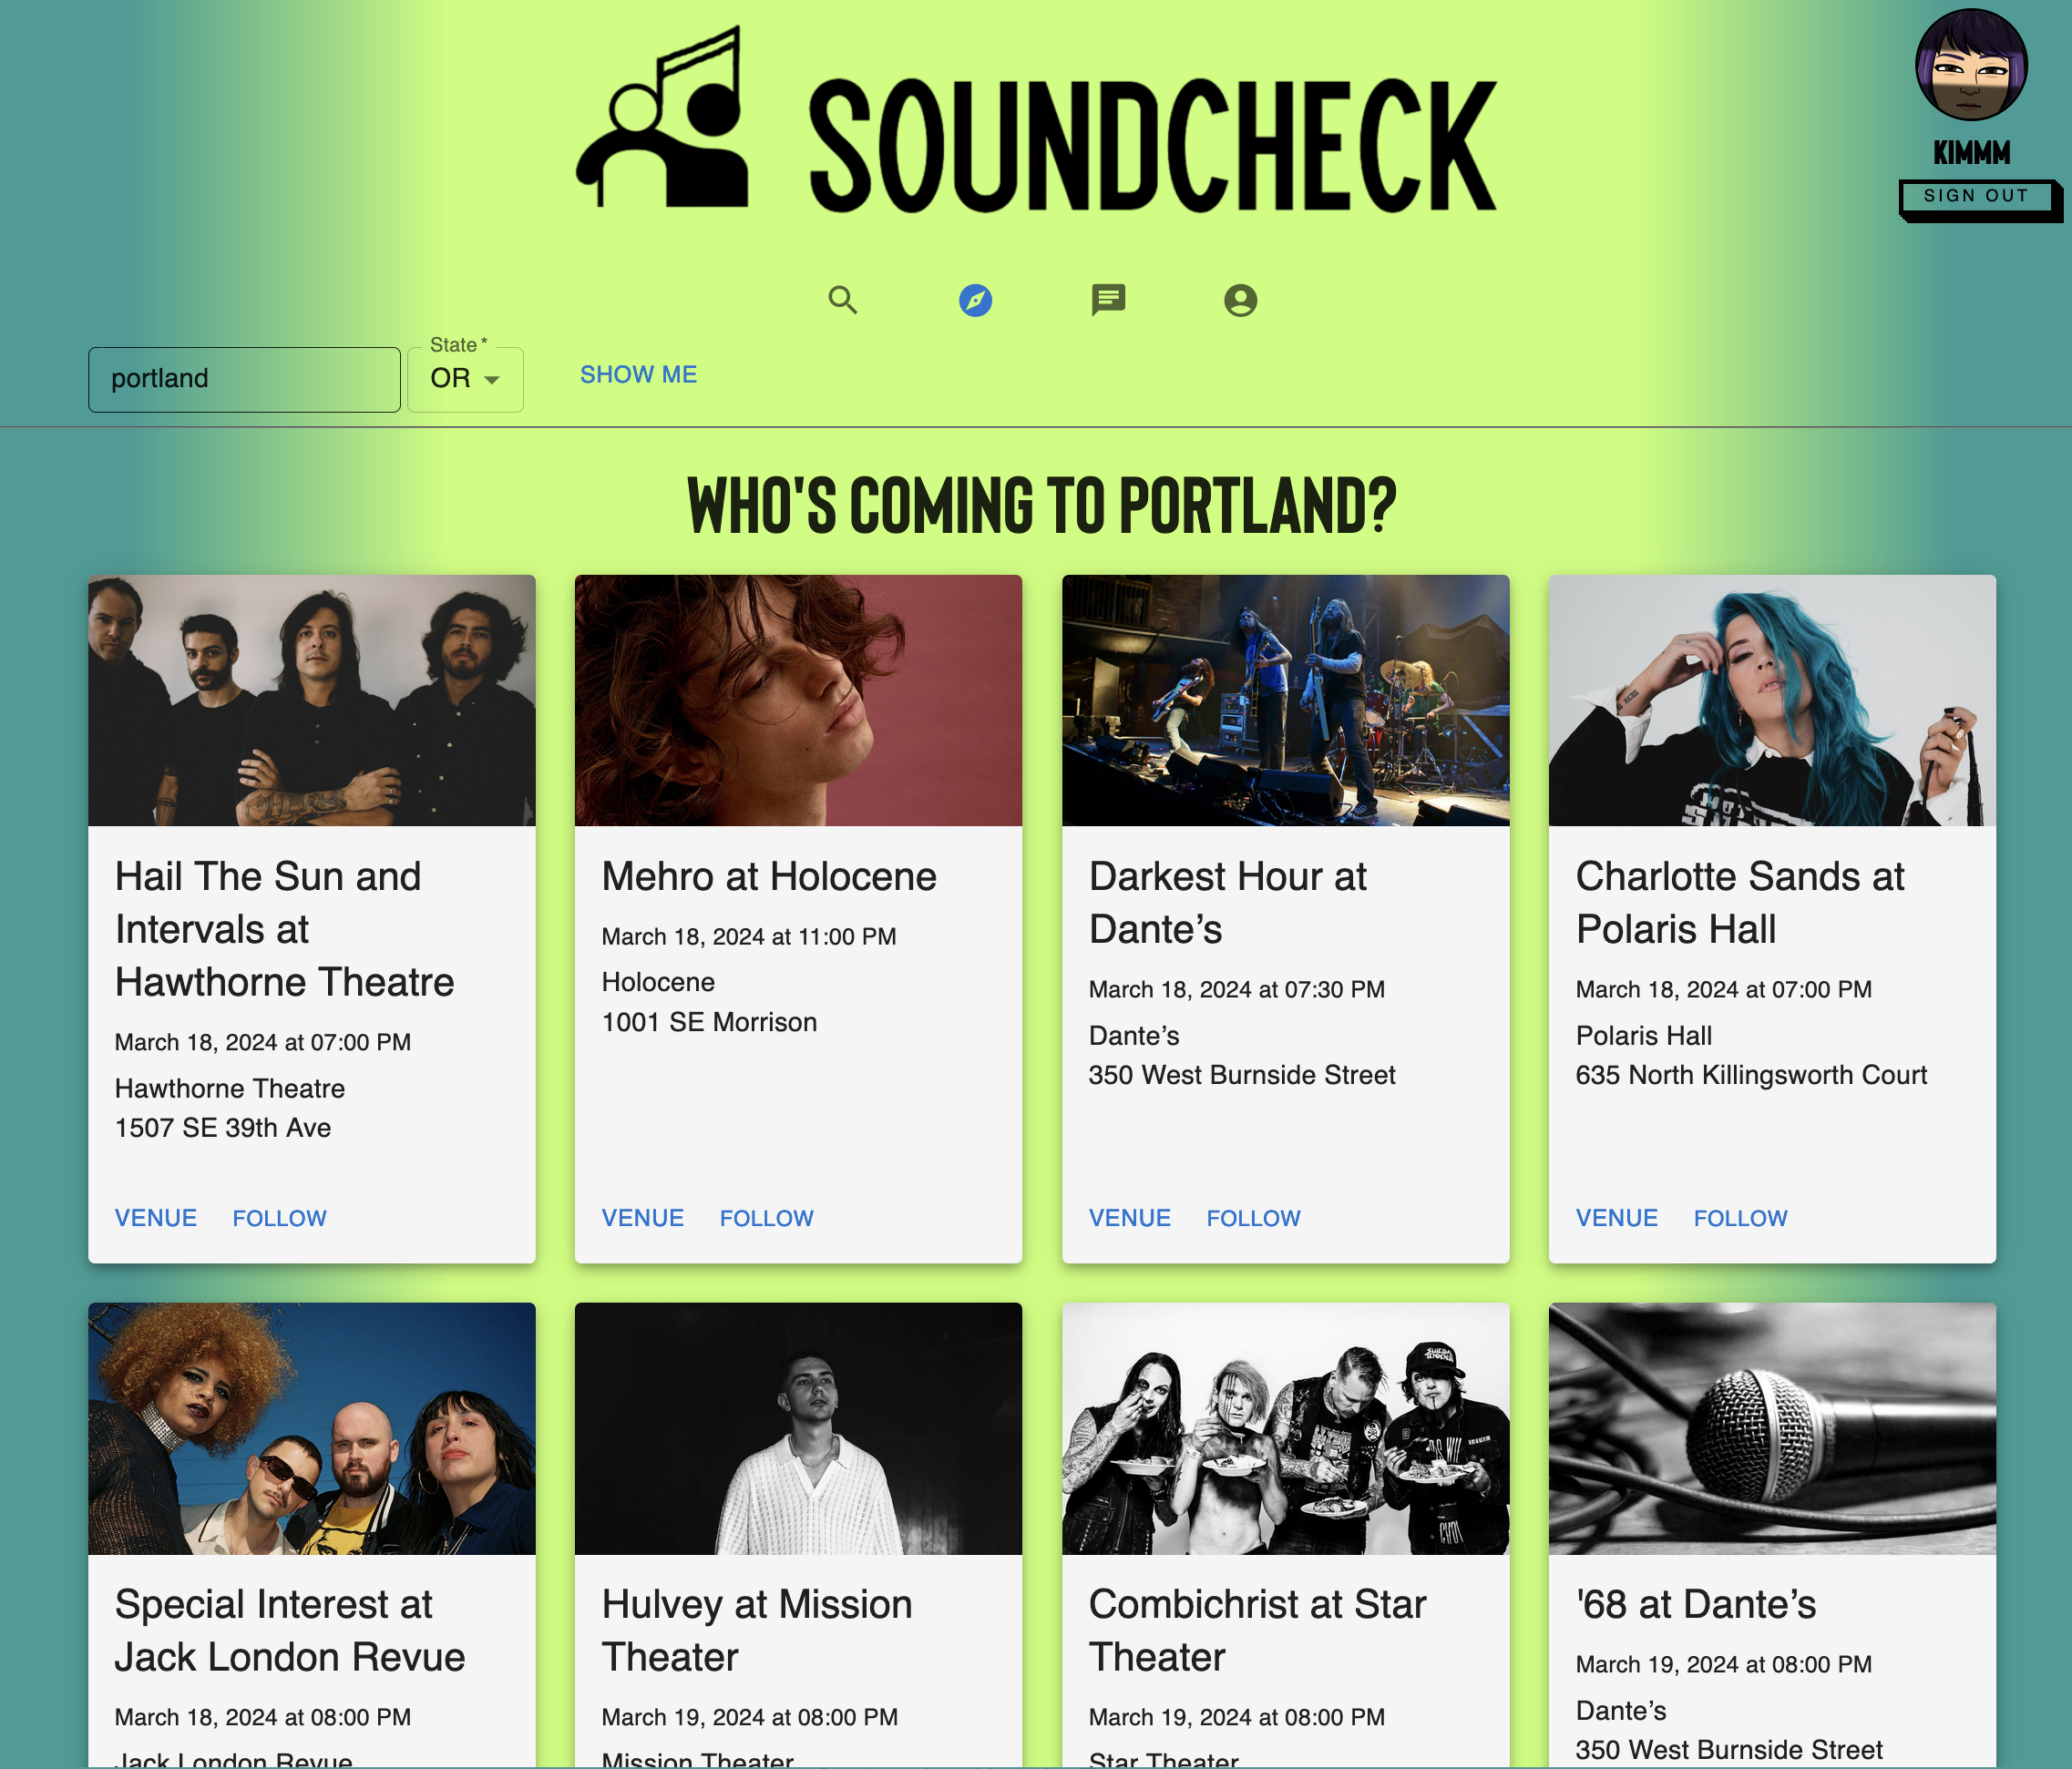 SOUNDCHECK
KIMMM
SIGN OUT
State *
portland
OR
SHOW ME
WHO'S COMING TO PORTLAND?
Hail The Sun and
Intervals at
Hawthorne Theatre
March 18, 2024 at 07:00 PM
Hawthorne Theatre
1507 SE 39th Ave
VENUE FOLLOW
Mehro at Holocene
March 18, 2024 at 11:00 PM
Holocene
1001 SE Morrison
VENUE FOLLOW
Darkest Hour at
Dante’s
March 18, 2024 at 07:30 PM
Dante’s
350 West Burnside Street
VENUE FOLLOW
Charlotte Sands at
Polaris Hall
March 18, 2024 at 07:00 PM
Polaris Hall
635 North Killingsworth Court
VENUE FOLLOW
Special Interest at
Jack London Revue
March 18, 2024 at 08:00 PM
Jack London Revue
Hulvey at Mission
Theater
March 19, 2024 at 08:00 PM
Mission Theater
SUICIDAL
Combichrist at Star
Theater
March 19, 2024 at 08:00 PM
Star Theater
'68 at Dante’s
March 19, 2024 at 08:00 PM
Dante’s
350 West Burnside Street